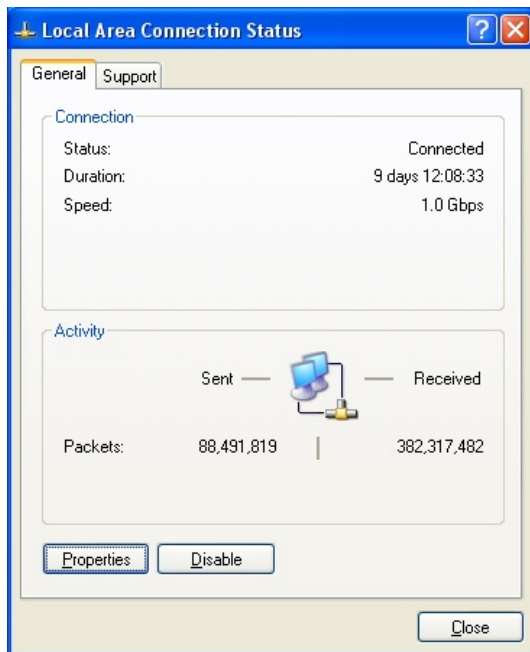 Local Area Connection Status
General Support
Connection
Status: Connected
Duration: 9 days 12:08:33
Speed: 1.0 Gbps
Activity
Sent Received
Packets: 88,491,819 382,317,482
Properties Disable
Close